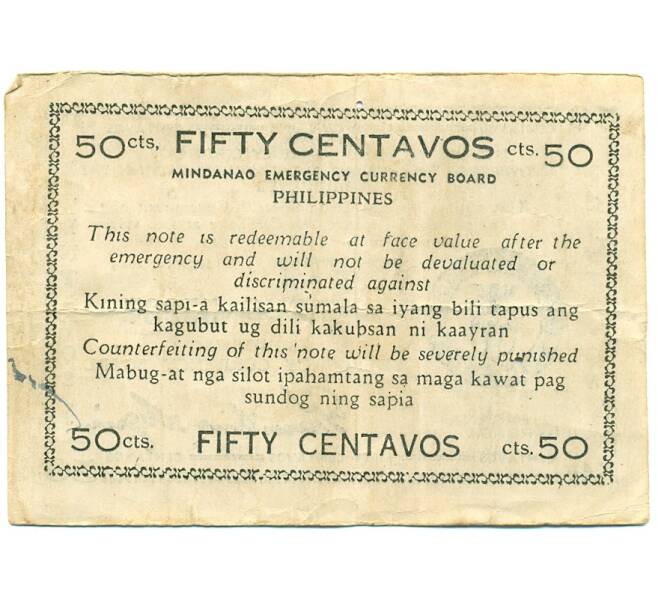 50cts, FIFTY CENTAVOS cts. 50
MINDANAO EMERGENCY CURRENCY BOARD
PHILIPPINES
This note is redeemable at face value after the
emergency and will not be devaluated or
discriminated against
Kining sapi-a kailisan sumala sa iyang bili tapus ang
kagubut ug dili kakubsan ni kaayran
Counterfeiting of this note will be severely punished
Mabug-at nga silot ipahamtang sa maga kawat pag
sundog ning sapia
50cts. FIFTY CENTAVOS cts. 50